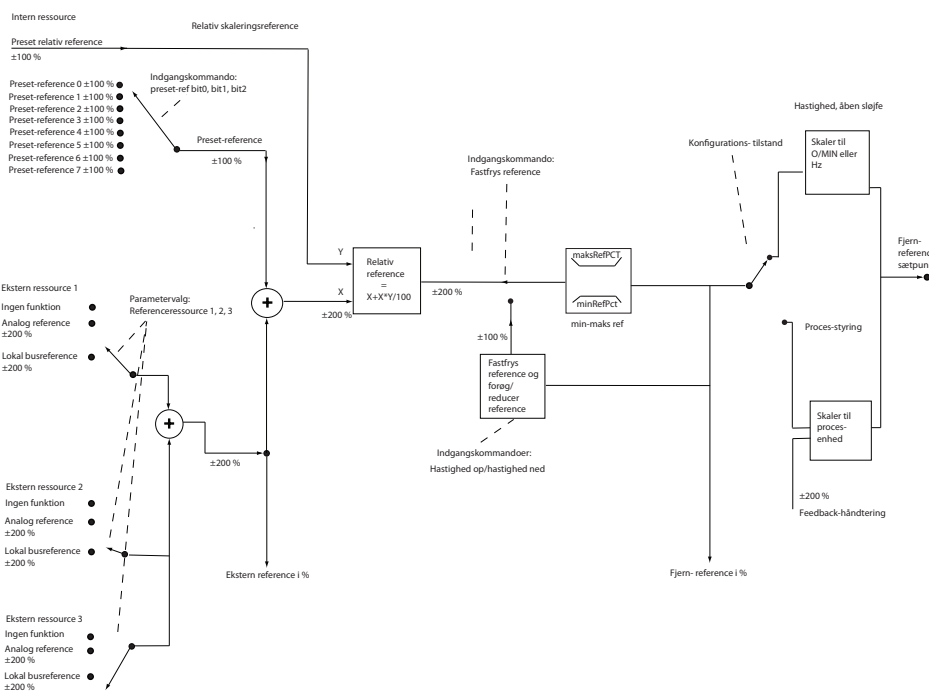 Intern ressource
Relativ skaleringsreference
Preset relativ reference
±100 %
Preset-reference 0 ±100 %
Preset-reference 1 ±100 %
Preset-reference 2 ±100 %
Preset-reference 3 ±100 %
Preset-reference 4 ±100 %
Preset-reference 5 ±100 %
Preset-reference 6 ±100 %
Preset-reference 7 ±100 %
Indgangskommando:
preset-ref bit0, bit1, bit2
Preset-reference
±100 %
Y
X
±200 %
Relativ
reference
=
X+X*Y/100
±200 %
Indgangskommando:
Fastfrys reference
maksRefPCT
minRefPct
min-maks ref
±100 %
Fastfrys
reference og
forøg/
reducer
reference
Indgangskommandoer:
Hastighed op/hastighed ned
Konfigurations- tilstand
Hastighed, åben sløjfe
Skaler til
O/MIN eller
Hz
Fjern-
Proces-styring
Skaler til
proces-
enhed
±200 %
Feedback-håndtering
Fjern- reference i %
Ekstern ressource 1
Ingen funktion
Analog reference
±200 %
Lokal busreference
±200 %
Parametervalg:
Referenceressource 1, 2, 3
+
+
±200 %
Ekstern reference i %
Ekstern ressource 2
Ingen funktion
Analog reference
±200 %
Lokal busreference
±200 %
Ekstern ressource 3
Ingen funktion
Analog reference
±200 %
Lokal busreference
±200 %